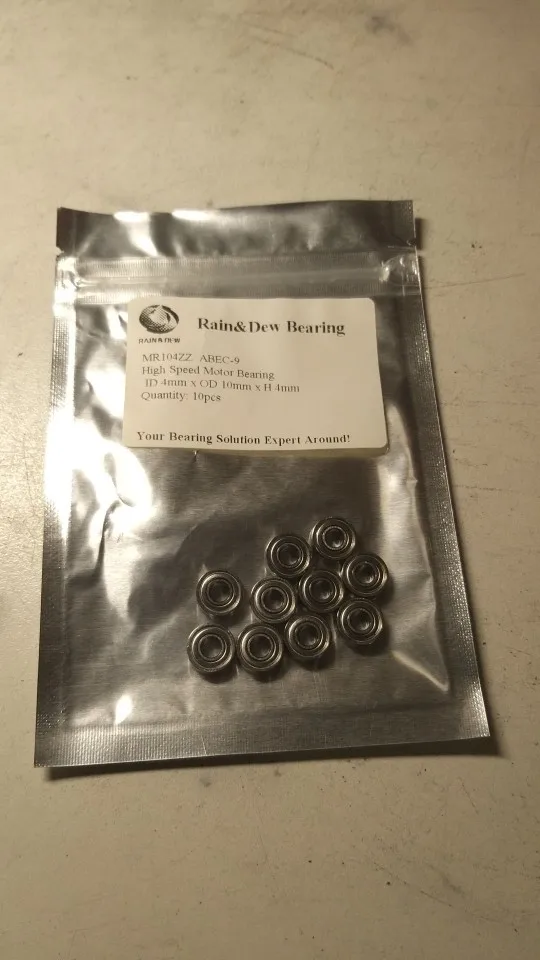 Rain&Dew Bearing
RAIN & DEW
MR104ZZ ABEC-9
High Speed Motor Bearing
ID 4mm x OD 10mm x H 4mm
Quantity: 10pcs
Your Bearing Solution Expert Around!